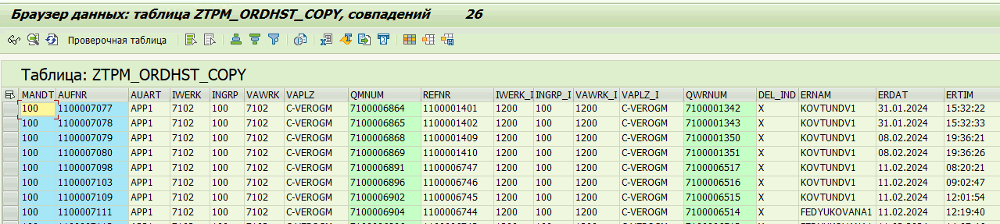 Браузер данных: таблица ZTPM_ORDHST_COPY, совпадений 26
Проверочная таблица
Таблица: ZTPM_ORDHST_COPY
MANDT AUFNR AUART IWERK INGRP VAWRK VAPLZ QMNUM REFNR IWERK_I INGRP_I VAWRK_I VAPLZ_I QWRNUM DEL_IND ERNAM ERDAT ERTIM
100 1100007077 APP1 7102 100 7102 C-VEROGM 7100006864 1100001401 1200 100 1200 C-VEROGM 7100001342 X KOVTUNDV1 31.01.2024 15:32:22
100 1100007078 APP1 7102 100 7102 C-VEROGM 7100006865 1100001402 1200 100 1200 C-VEROGM 7100001343 X KOVTUNDV1 31.01.2024 15:32:33
100 1100007079 APP1 7102 100 7102 C-VEROGM 7100006868 1100001409 1200 100 1200 C-VEROGM 7100001350 X KOVTUNDV1 08.02.2024 19:36:21
100 1100007080 APP1 7102 100 7102 C-VEROGM 7100006869 1100001410 1200 100 1200 C-VEROGM 7100001351 X KOVTUNDV1 08.02.2024 19:36:26
100 1100007098 APP1 7102 100 7102 C-VEROGM 7100006891 1100006747 1200 100 1200 C-VEROGM 7100006517 X KOVTUNDV1 11.02.2024 08:20:21
100 1100007103 APP1 7102 100 7102 C-VEROGM 7100006896 1100006746 1200 100 1200 C-VEROGM 7100006516 X KOVTUNDV1 11.02.2024 09:02:47
100 1100007109 APP1 7102 100 7102 C-VEROGM 7100006902 1100006745 1200 100 1200 C-VEROGM 7100006515 X KOVTUNDV1 11.02.2024 12:01:54
100 1100007111 APP1 7102 100 7102 C-VEROGM 7100006904 1100006744 1200 100 1200 C-VEROGM 7100006514 X FEDYUKOVANA1 11.02.2024 12:19:40